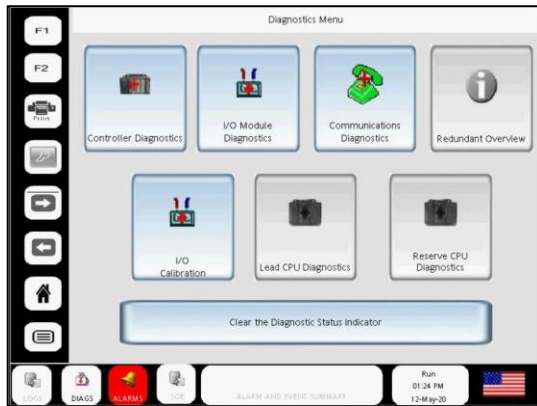 Diagnostics Menu
F1
F2
Print
Controller Diagnostics
I/O Module
Diagnostics
Communications
Diagnostics
Redundant Overview
I/O
Calibration
Lead CPU Diagnostics
Reserve CPU
Diagnostics
Clear the Diagnostic Status Indicator
LOGS
DIAGS
ALARMS
SOE
ALARM AND EVENT SUMMARY
Run
01:24 PM
12-May-20